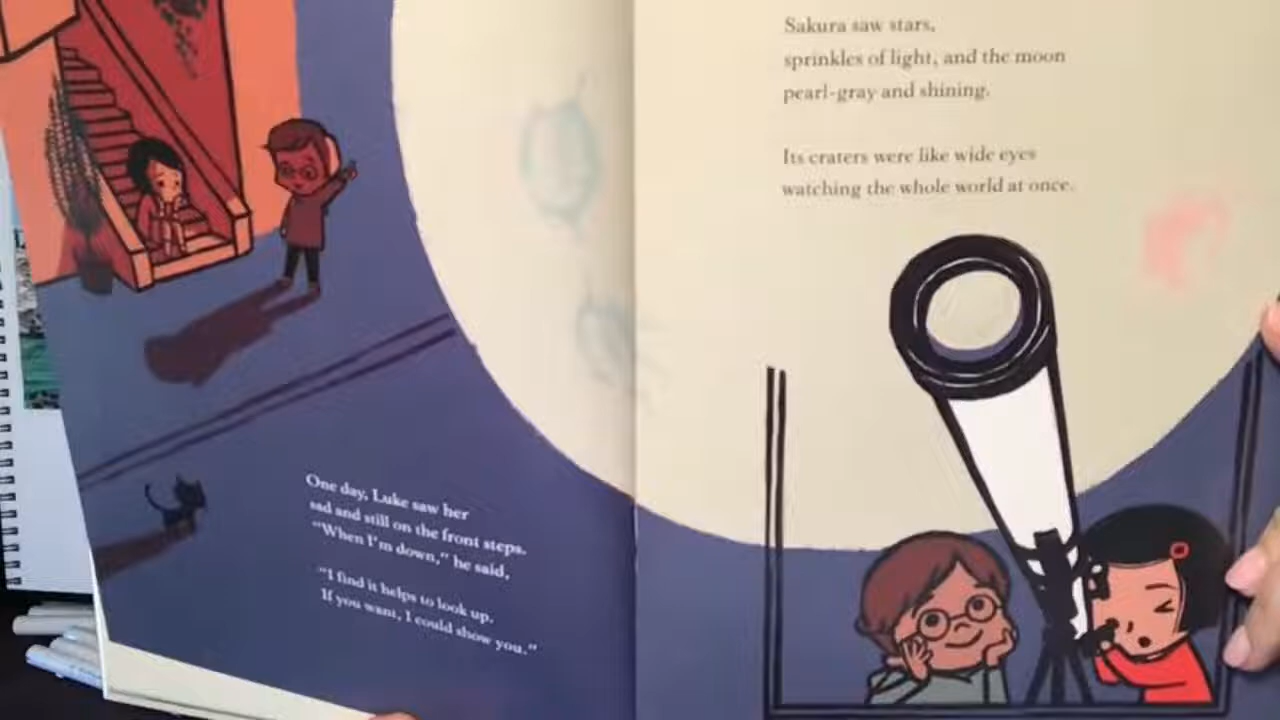 One day, Luke saw her
sad and still on the front steps.
“When I’m down,” he said,
“I find it helps to look up.
If you want, I could show you.”
Sakura saw stars,
sprinkles of light, and the moon
pearl-gray and shining.
Its craters were like wide eyes
watching the whole world at once.